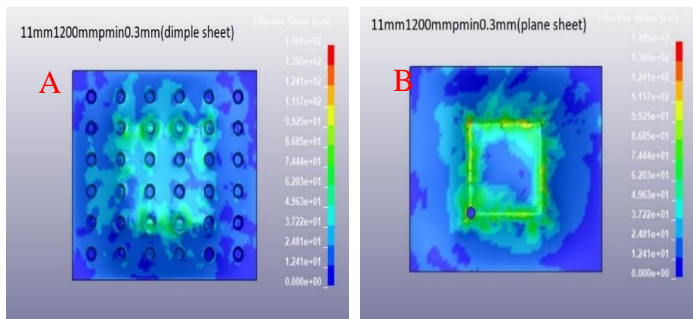 11mm1200mmpmin0.3mm(dimple sheet)
A
Effective Stress (v-m)
1.489e+02
1.365e+02
1.241e+02
1.117e+02
9.925e+01
8.685e+01
7.444e+01
6.203e+01
4.963e+01
3.722e+01
2.481e+01
1.241e+01
0.000e+00
11mm1200mmpmin0.3mm(plane sheet)
B
Effective Stress (v-m)
1.489e+02
1.365e+02
1.241e+02
1.117e+02
9.925e+01
8.685e+01
7.444e+01
6.203e+01
4.963e+01
3.722e+01
2.481e+01
1.241e+01
0.000e+00